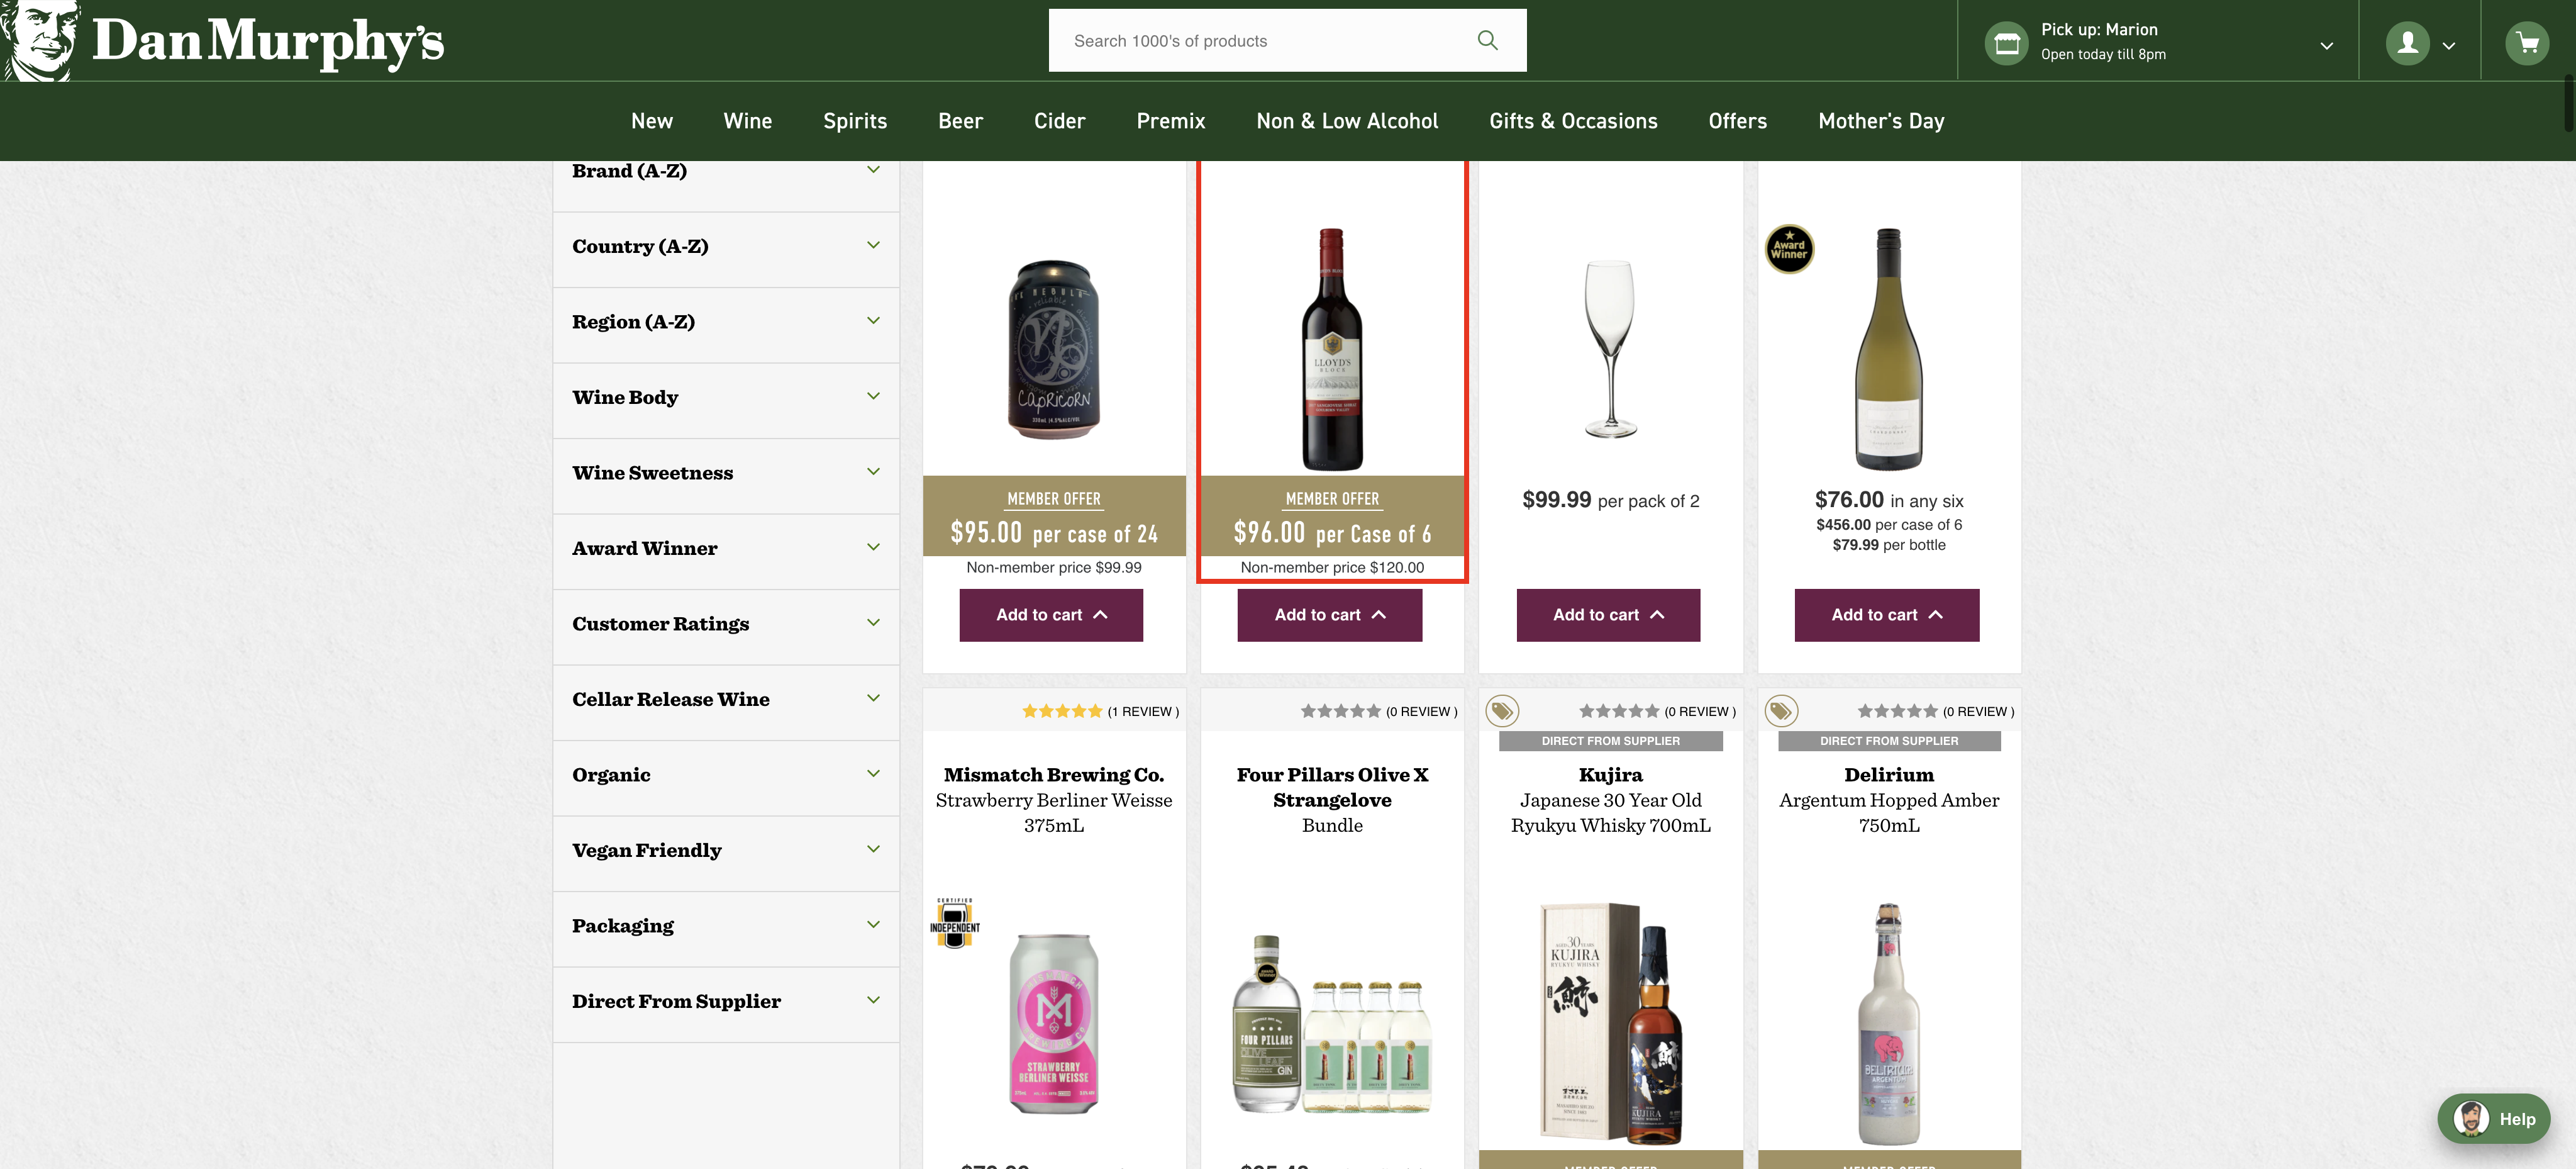 Dan Murphy's
Search 1000's of products
Pick up: Marion
Open today till 8pm
New Wine Spirits Beer Cider Premix Non & Low Alcohol Gifts & Occasions Offers Mother's Day
Brand (A-Z)
Country (A-Z)
Region (A-Z)
Wine Body
Wine Sweetness
Award Winner
Customer Ratings
Cellar Release Wine
Organic
Vegan Friendly
Packaging
Direct From Supplier
Capricorn
MEMBER OFFER
$95.00 per case of 24
Non-member price $99.99
Add to cart
LLOYD'S
BLOCK
MEMBER OFFER
$96.00 per Case of 6
Non-member price $120.00
Add to cart
$99.99 per pack of 2
Add to cart
Award
Winner
$76.00 in any six
$456.00 per case of 6
$79.99 per bottle
Add to cart
(1 REVIEW )
Mismatch Brewing Co.
Strawberry Berliner Weisse
375mL
CERTIFIED
INDEPENDENT
STRAWBERRY
BERLINER WEISSE
(0 REVIEW )
Four Pillars Olive X
Strangelove
Bundle
FOUR PILLARS
OLIVE
LEAF
GIN
(0 REVIEW )
DIRECT FROM SUPPLIER
Kujira
Japanese 30 Year Old
Ryukyu Whisky 700mL
30
KUJIRA
RYUKYU WHISKY
鯨
KUJIRA
(0 REVIEW )
DIRECT FROM SUPPLIER
Delirium
Argentum Hopped Amber
750mL
DELIRIUM
ARGENTUM
Help